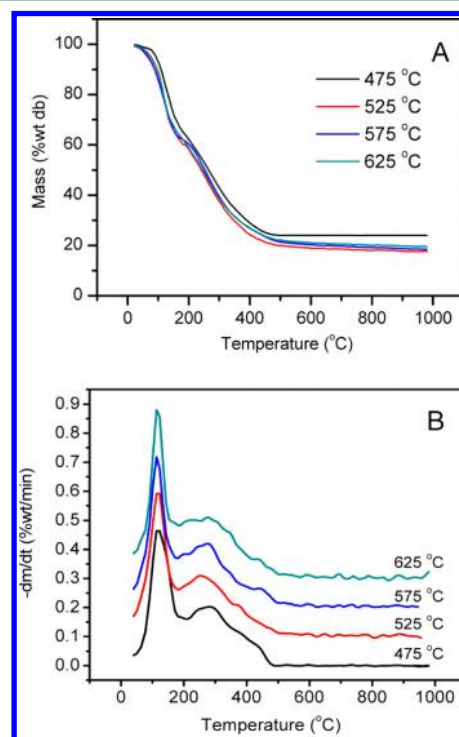 A
100
80
60
40
20
0
Mass (%wt db)
475 °C
525 °C
575 °C
625 °C
0 200 400 600 800 1000
Temperature (°C)
B
0.9
0.8
0.7
0.6
0.5
0.4
0.3
0.2
0.1
0.0
-dm/dt (%wt/min)
625 °C
575 °C
525 °C
475 °C
0 200 400 600 800 1000
Temperature (°C)